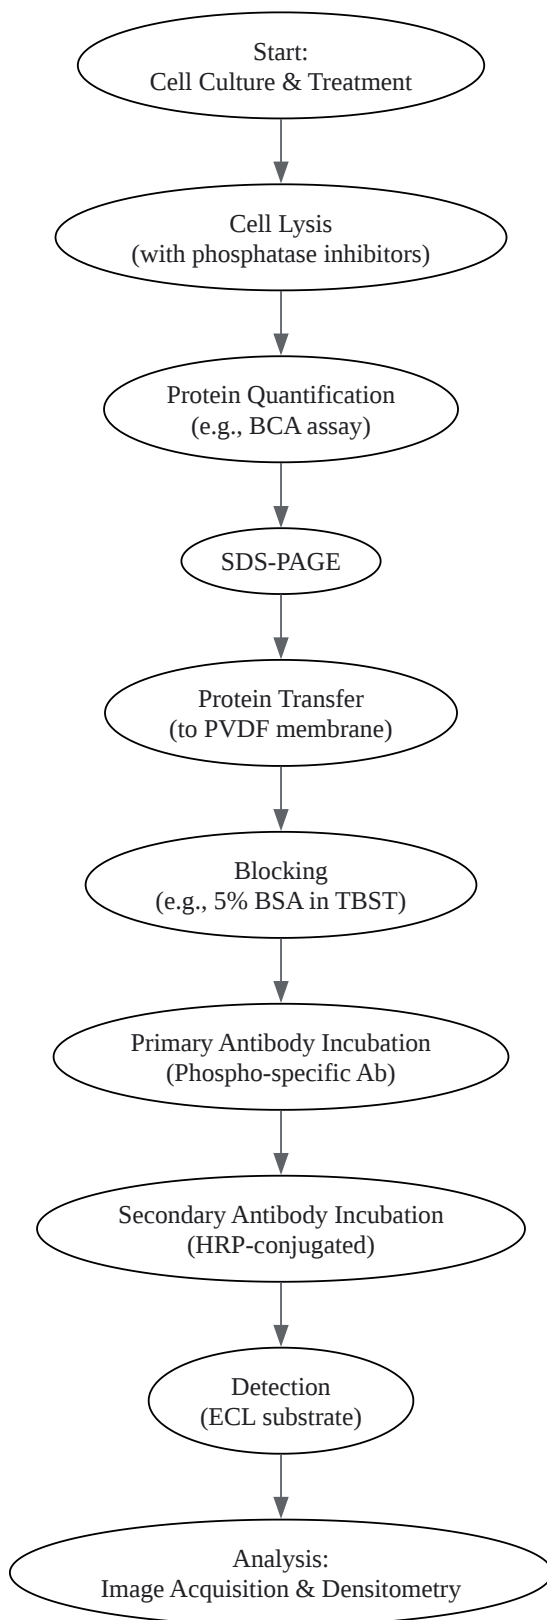 Start:
Cell Culture & Treatment
Cell Lysis
(with phosphatase inhibitors)
Protein Quantification
(e.g., BCA assay)
SDS-PAGE
Protein Transfer
(to PVDF membrane)
Blocking
(e.g., 5% BSA in TBST)
Primary Antibody Incubation
(Phospho-specific Ab)
Secondary Antibody Incubation
(HRP-conjugated)
Detection
(ECL substrate)
Analysis:
Image Acquisition & Densitometry